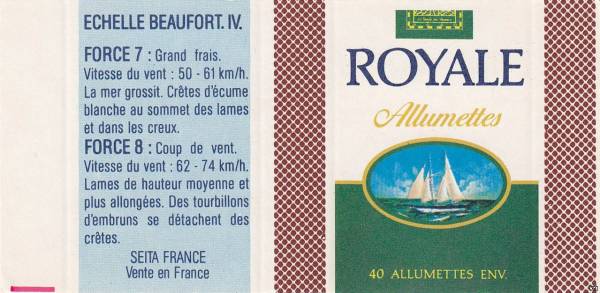 ECHELLE BEAUFORT. IV.
FORCE 7 : Grand frais.
Vitesse du vent : 50 - 61 km/h.
La mer grossit. Crêtes d'écume
blanche au sommet des lames
et dans les creux.
FORCE 8 : Coup de vent.
Vitesse du vent : 62 - 74 km/h.
Lames de hauteur moyenne et
plus allongées. Des tourbillons
d'embruns se détachent des
crêtes.
SEITA FRANCE
Vente en France
ROYALE
Allumettes
40 ALLUMETTES ENV.